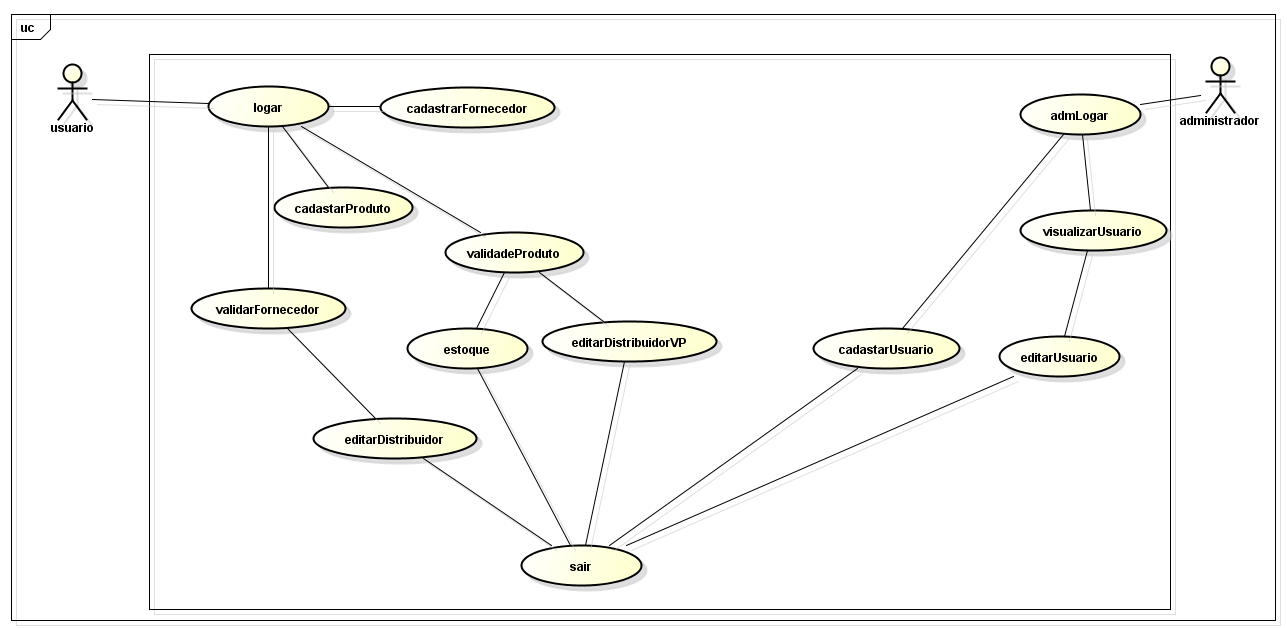 uc
usuario
administrador
logar
cadastrarFornecedor
admLogar
cadastarProduto
visualizarUsuario
validadeProduto
validarFornecedor
estoque
editarDistribuidorVP
cadastarUsuario
editarUsuario
editarDistribuidor
sair